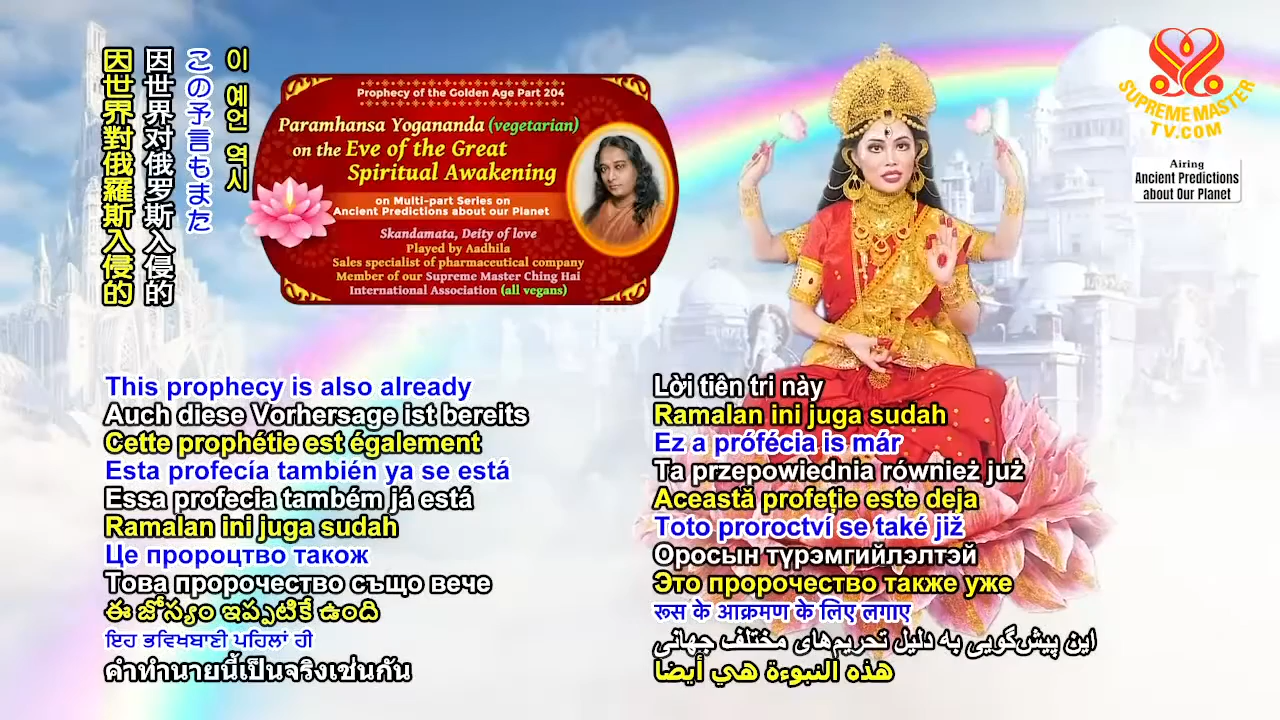 因世界對俄羅斯入侵的
因世界对俄罗斯入侵的
この予言もまた
이 예언 역시
Prophecy of the Golden Age Part 204
Paramhansa Yogananda (vegetarian)
on the Eve of the Great
Spiritual Awakening
on Multi-part Series on
Ancient Predictions about our Planet
Skandamata, Deity of love
Played by Aadhila
Sales specialist of pharmaceutical company
Member of our Supreme Master Ching Hai
International Association (all vegans)
SUPREME MASTER
TV.COM
Airing
Ancient Predictions
about Our Planet
This prophecy is also already
Auch diese Vorhersage ist bereits
Cette prophétie est également
Esta profecía también ya se está
Essa profecia também já está
Ramalan ini juga sudah
Це пророцтво також
Това пророчество също вече
ఈ జోస్యం ఇప్పటికే ఉంది
ਇਹ ਭਵਿਖਬਾਣੀ ਪਹਿਲਾਂ ਹੀ
คำทำนายนี้เป็นจริงเช่นกัน
Lời tiên tri này
Ramalan ini juga sudah
Ez a prófécia is már
Ta przepowiednia również już
Această profeție este deja
Toto proroctví se také již
Оросын түрэмгийлэлтэй
Это пророчество также уже
रूस के आक्रमण के लिए लगाए
این پیش‌گویی به دلیل تحریم‌های مختلف جهانی
هذه النبوءة هي أيضا